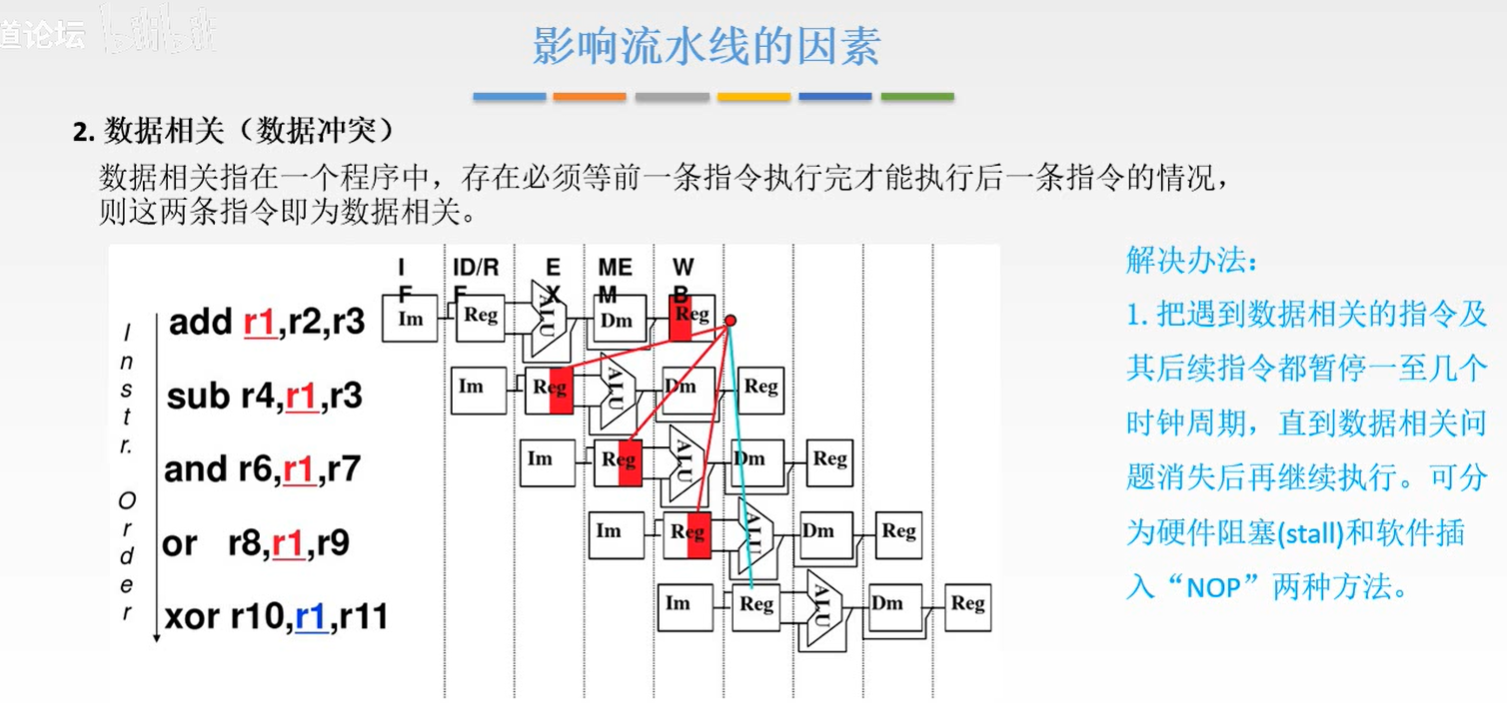 道论坛 bilibili
影响流水线的因素
2. 数据相关（数据冲突）
数据相关指在一个程序中，存在必须等前一条指令执行完才能执行后一条指令的情况，
则这两条指令即为数据相关。
IF ID/RF EX MEM WB
Instr. Order
add r1,r2,r3 Im Reg ALU Dm Reg
sub r4,r1,r3 Im Reg ALU Dm Reg
and r6,r1,r7 Im Reg ALU Dm Reg
or r8,r1,r9 Im Reg ALU Dm Reg
xor r10,r1,r11 Im Reg ALU Dm Reg
解决办法：
1. 把遇到数据相关的指令及
其后续指令都暂停一至几个
时钟周期，直到数据相关问
题消失后再继续执行。可分
为硬件阻塞(stall)和软件插
入“NOP”两种方法。